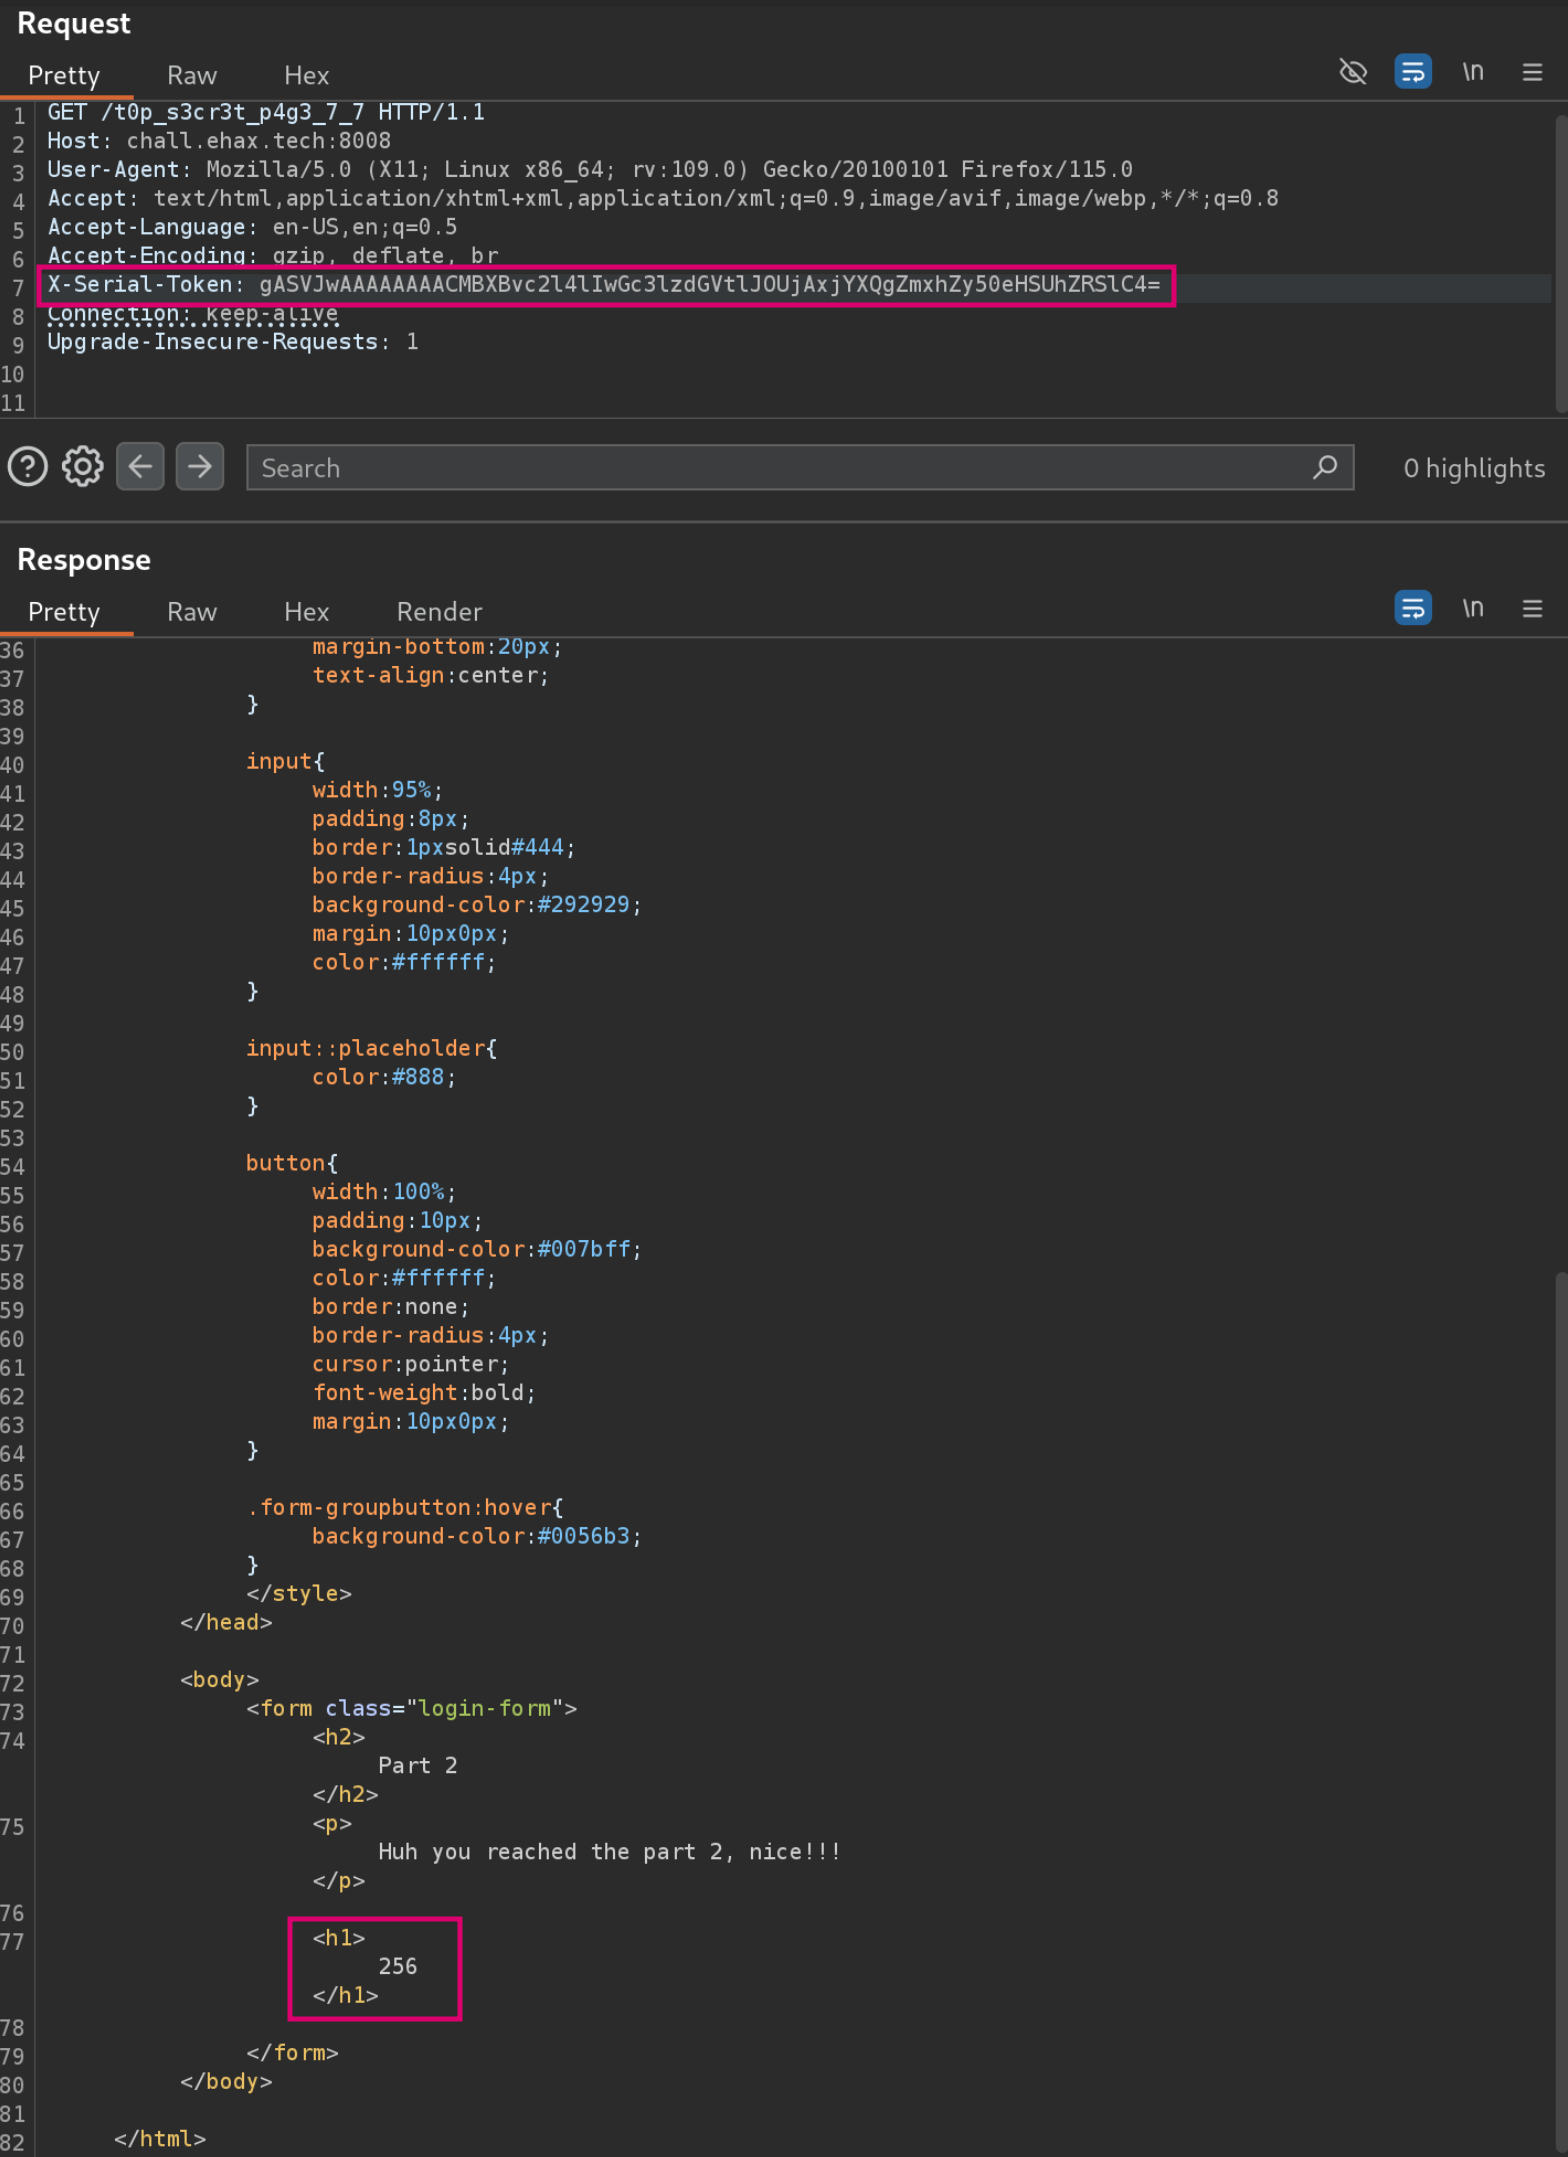 Request
Pretty Raw Hex \n
1 GET /t0p_s3cr3t_p4g3_7_7 HTTP/1.1
2 Host: chall.ehax.tech:8008
3 User-Agent: Mozilla/5.0 (X11; Linux x86_64; rv:109.0) Gecko/20100101 Firefox/115.0
4 Accept: text/html,application/xhtml+xml,application/xml;q=0.9,image/avif,image/webp,*/*;q=0.8
5 Accept-Language: en-US,en;q=0.5
6 Accept-Encoding: gzip, deflate, br
7 X-Serial-Token: gASVJwAAAAAAAACMBXBvc2l4lIwGc3lzdGVtlJOUjAxjYXQgZmxhZy50eHSUhZRSlC4=
8 Connection: keep-alive
9 Upgrade-Insecure-Requests: 1
10
11
? Search 0 highlights
Response
Pretty Raw Hex Render \n
36 margin-bottom:20px;
37 text-align:center;
38 }
39
40 input{
41 width:95%;
42 padding:8px;
43 border:1pxsolid#444;
44 border-radius:4px;
45 background-color:#292929;
46 margin:10px0px;
47 color:#ffffff;
48 }
49
50 input::placeholder{
51 color:#888;
52 }
53
54 button{
55 width:100%;
56 padding:10px;
57 background-color:#007bff;
58 color:#ffffff;
59 border:none;
60 border-radius:4px;
61 cursor:pointer;
62 font-weight:bold;
63 margin:10px0px;
64 }
65
66 .form-groupbutton:hover{
67 background-color:#0056b3;
68 }
69 </style>
70 </head>
71
72 <body>
73 <form class="login-form">
74 <h2>
Part 2
</h2>
75 <p>
Huh you reached the part 2, nice!!!
</p>
76
77 <h1>
256
</h1>
78
79 </form>
80 </body>
81
82 </html>